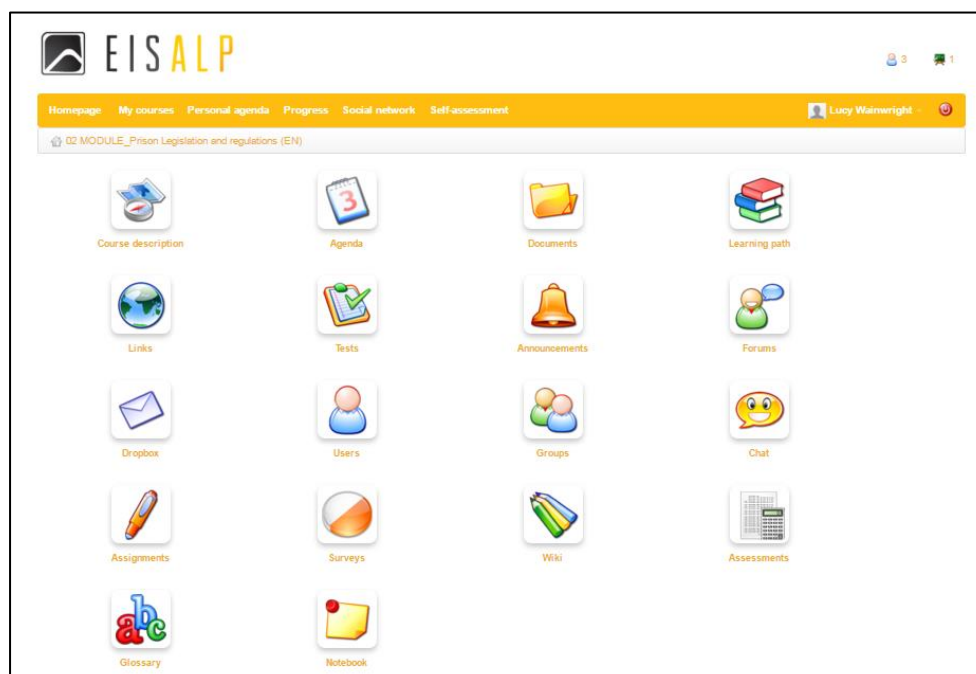 EISALP
3 1
Homepage My courses Personal agenda Progress Social network Self-assessment Lucy Wainwright
02 MODULE_Prison Legislation and regulations (EN)
3
Course description Agenda Documents Learning path
Links Tests Announcements Forums
Dropbox Users Groups Chat
Assignments Surveys Wiki Assessments
abc
Glossary Notebook